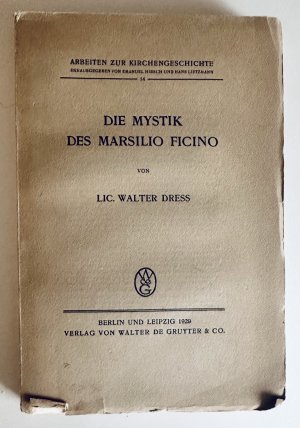 ARBEITEN ZUR KIRCHENGESCHICHTE
HERAUSGEGEBEN VON EMANUEL HIRSCH UND HANS LIETZMANN
14
DIE MYSTIK
DES MARSILIO FICINO
VON
LIC. WALTER DRESS
W
G
&
BERLIN UND LEIPZIG 1929
VERLAG VON WALTER DE GRUYTER & CO.